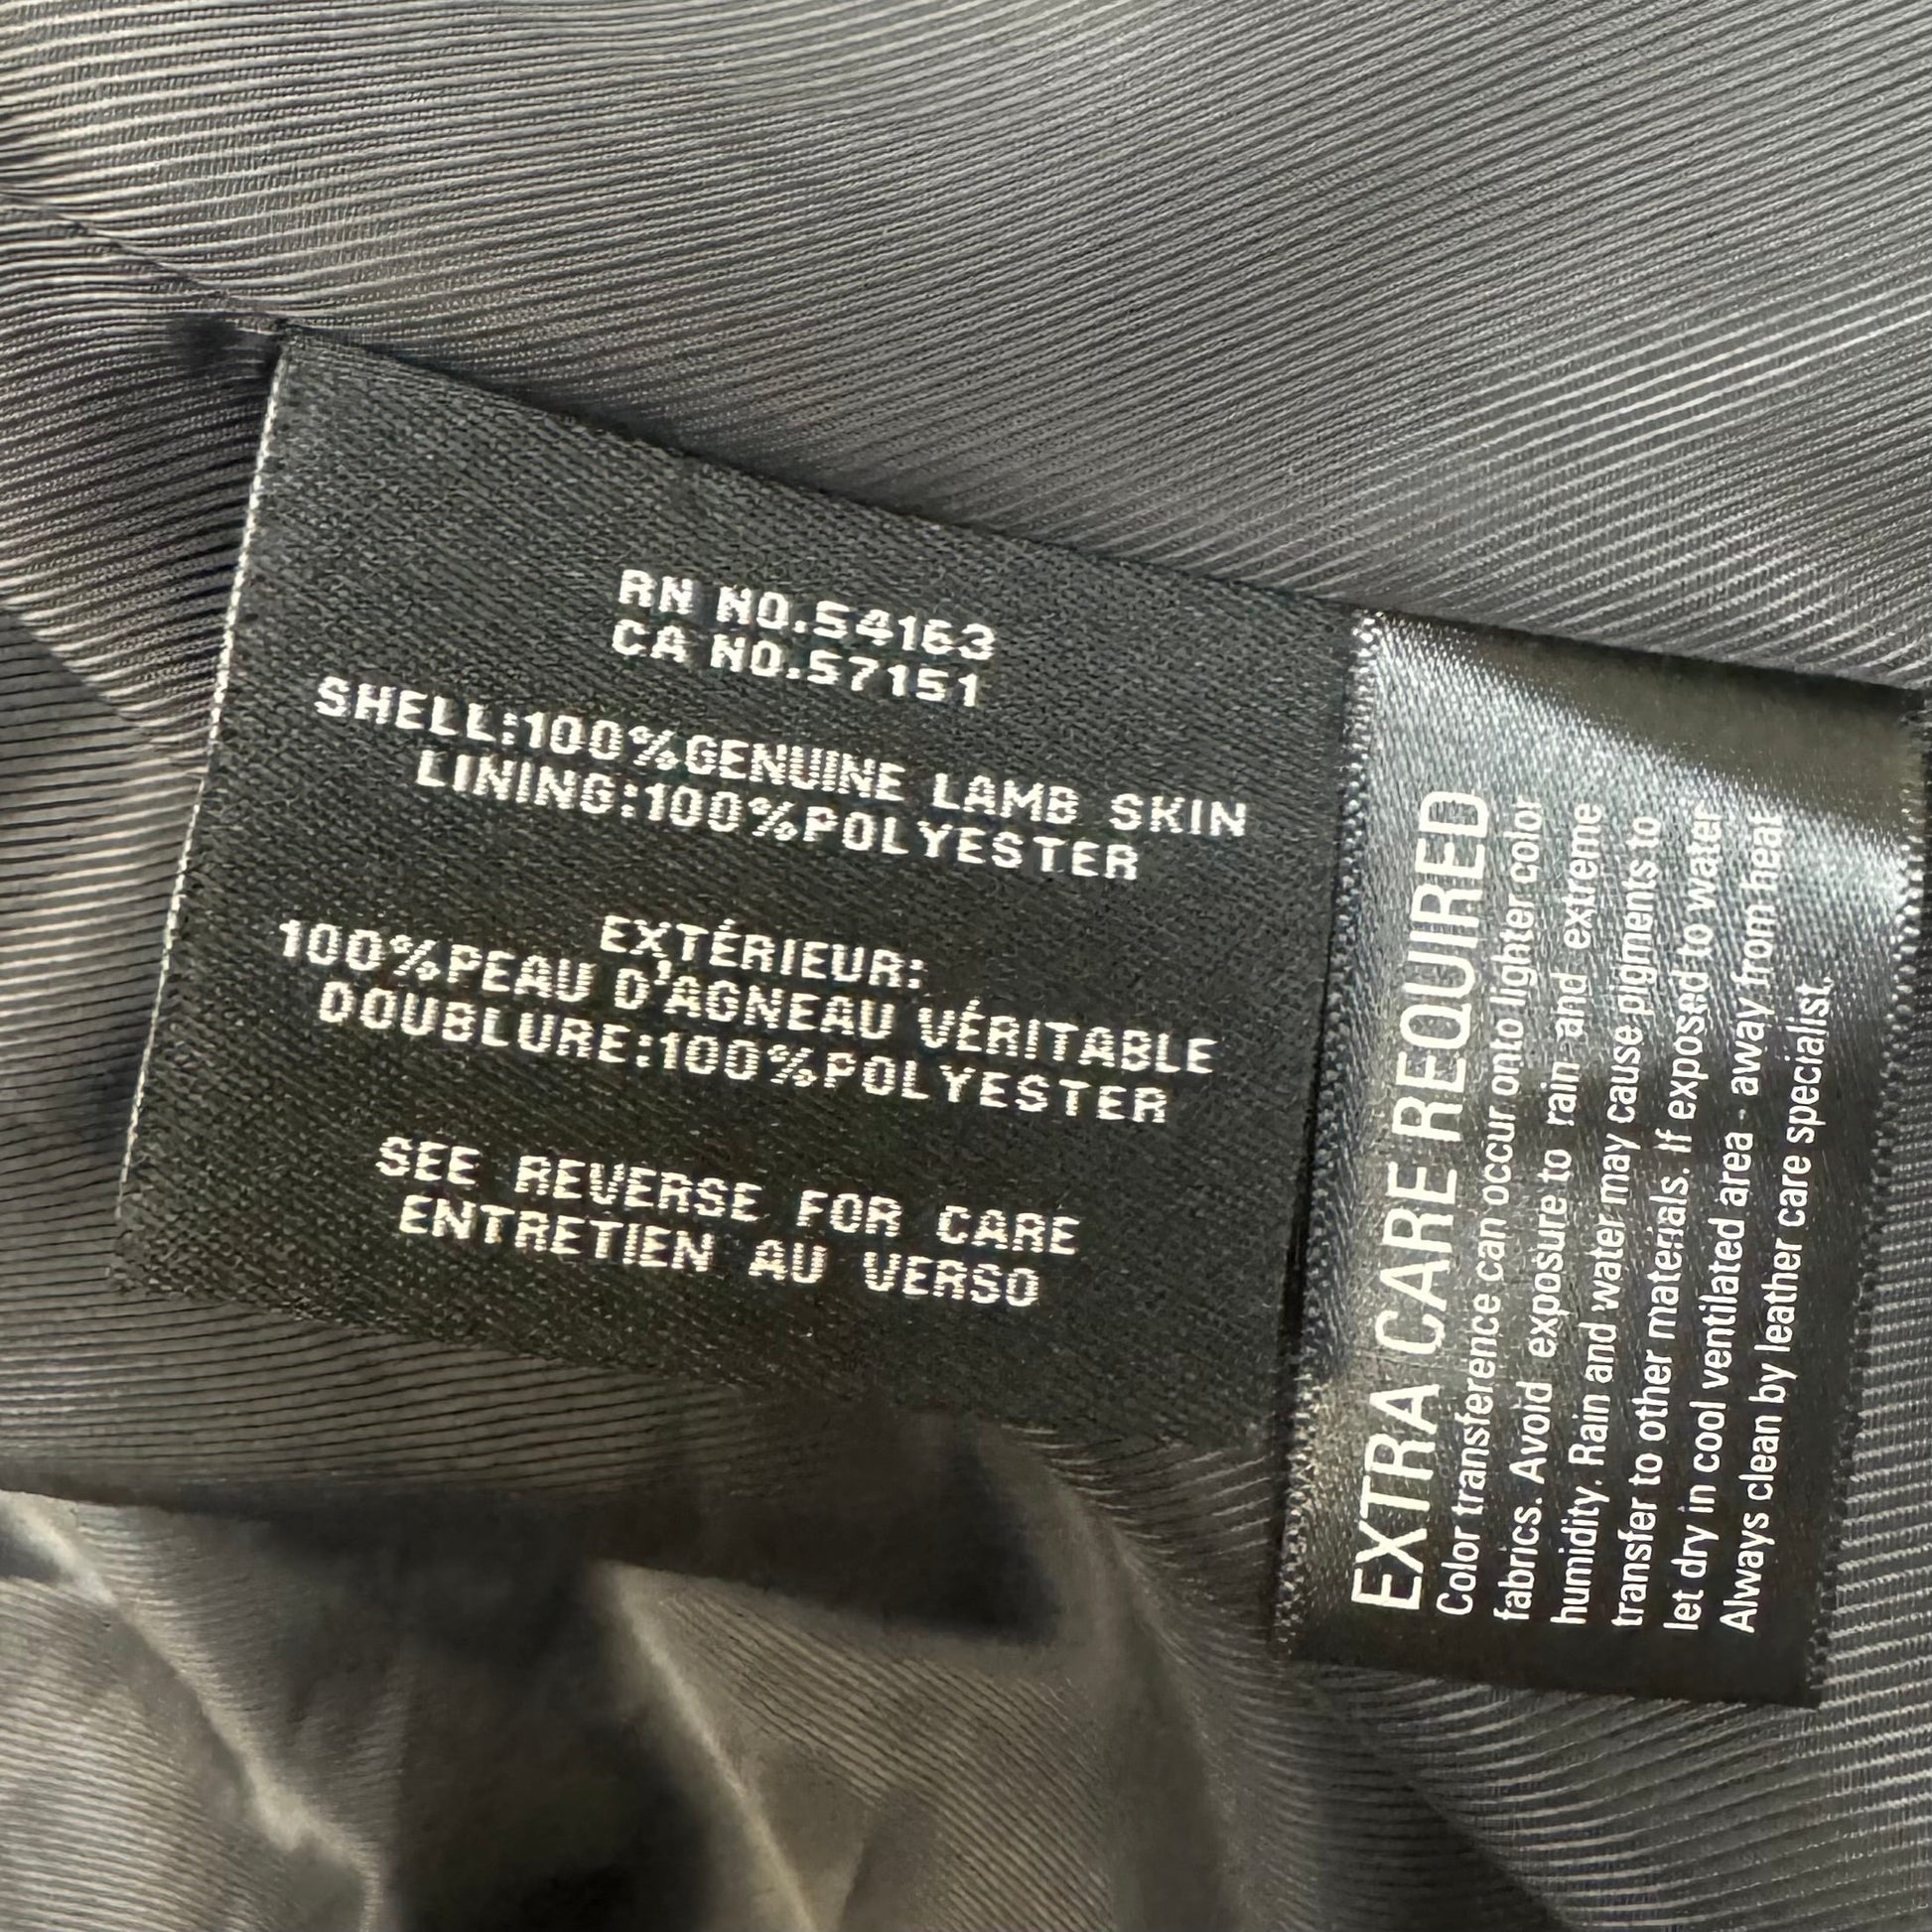 RN NO.54163
CA NO.57151
SHELL:100%GENUINE LAMB SKIN
LINING:100%POLYESTER
EXTÉRIEUR:
100%PEAU D'AGNEAU VÉRITABLE
DOUBLURE:100%POLYESTER
SEE REVERSE FOR CARE
ENTRETIEN AU VERSO
EXTRA CARE REQUIRED
Color transference can occur onto lighter color
fabrics. Avoid exposure to rain and extreme
humidity. Rain and water may cause pigments to
transfer to other materials. If exposed to water
let dry in cool ventilated area - away from heat
Always clean by leather care specialist.